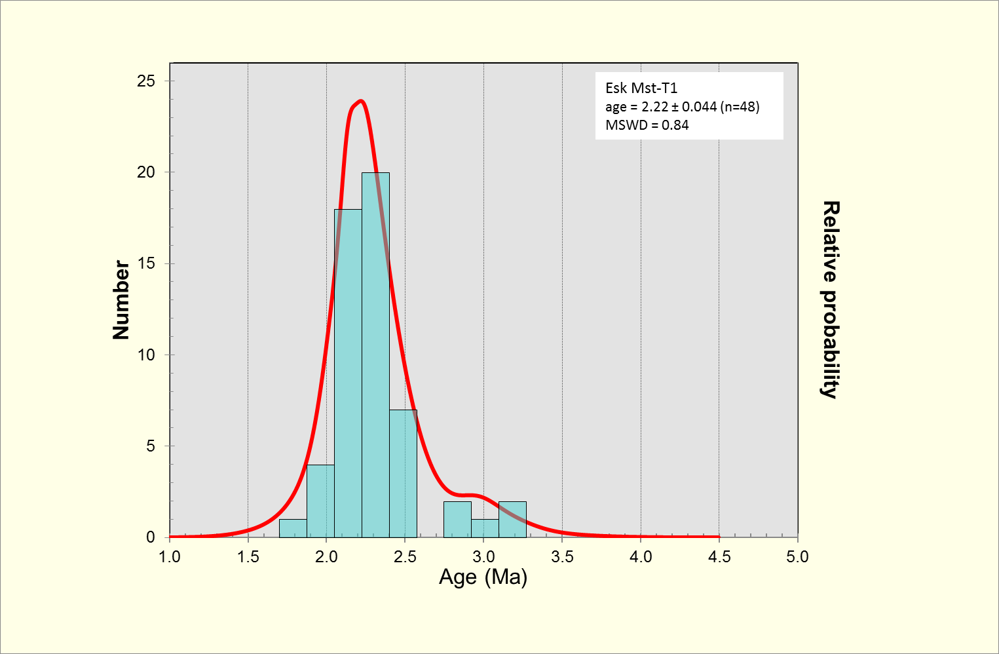 Esk Mst-T1
age = 2.22 ± 0.044 (n=48)
MSWD = 0.84
25
20
15
10
5
0
Number
Relative probability
1.0 1.5 2.0 2.5 3.0 3.5 4.0 4.5 5.0
Age (Ma)